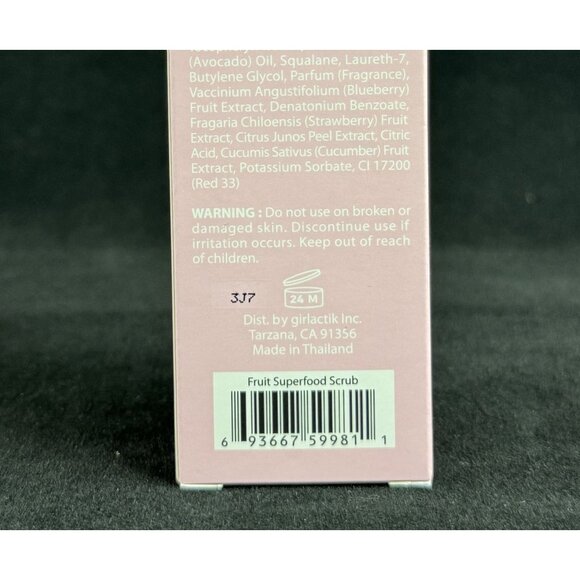 (Avocado) Oil, Squalane, Laureth-7,
Butylene Glycol, Parfum (Fragrance),
Vaccinium Angustifolium (Blueberry)
Fruit Extract, Denatonium Benzoate,
Fragaria Chiloensis (Strawberry) Fruit
Extract, Citrus Junos Peel Extract, Citric
Acid, Cucumis Sativus (Cucumber) Fruit
Extract, Potassium Sorbate, CI 17200
(Red 33)
WARNING : Do not use on broken or
damaged skin. Discontinue use if
irritation occurs. Keep out of reach
of children.
3J7
24 M
Dist. by girlactik Inc.
Tarzana, CA 91356
Made in Thailand
Fruit Superfood Scrub
6 93667 59981 1